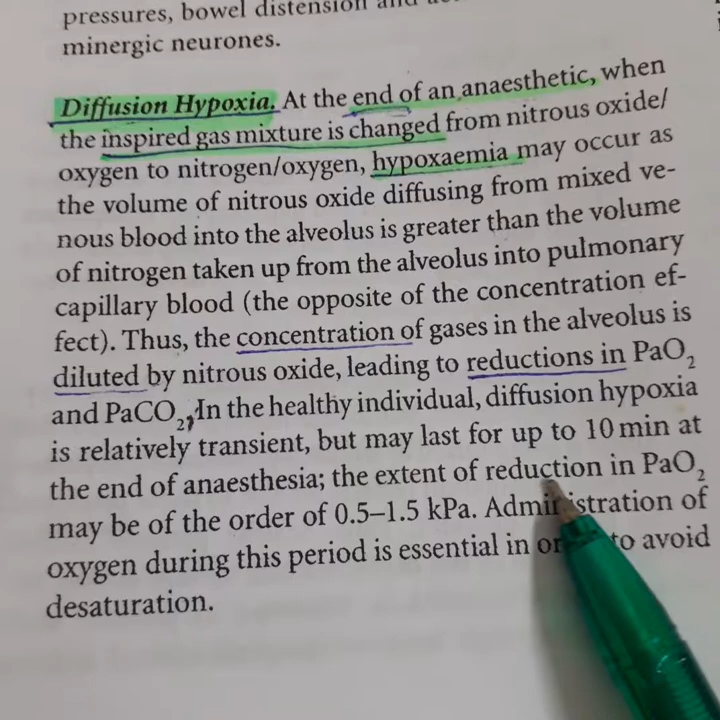 pressures, bowel distension and
minergic neurones.
Diffusion Hypoxia. At the end of an anaesthetic, when
the inspired gas mixture is changed from nitrous oxide/
oxygen to nitrogen/oxygen, hypoxaemia may occur as
the volume of nitrous oxide diffusing from mixed ve-
nous blood into the alveolus is greater than the volume
of nitrogen taken up from the alveolus into pulmonary
capillary blood (the opposite of the concentration ef-
fect). Thus, the concentration of gases in the alveolus is
diluted by nitrous oxide, leading to reductions in PaO₂
and PaCO₂, In the healthy individual, diffusion hypoxia
is relatively transient, but may last for up to 10 min at
the end of anaesthesia; the extent of reduction in PaO₂
may be of the order of 0.5–1.5 kPa. Administration of
oxygen during this period is essential in to avoid
desaturation.